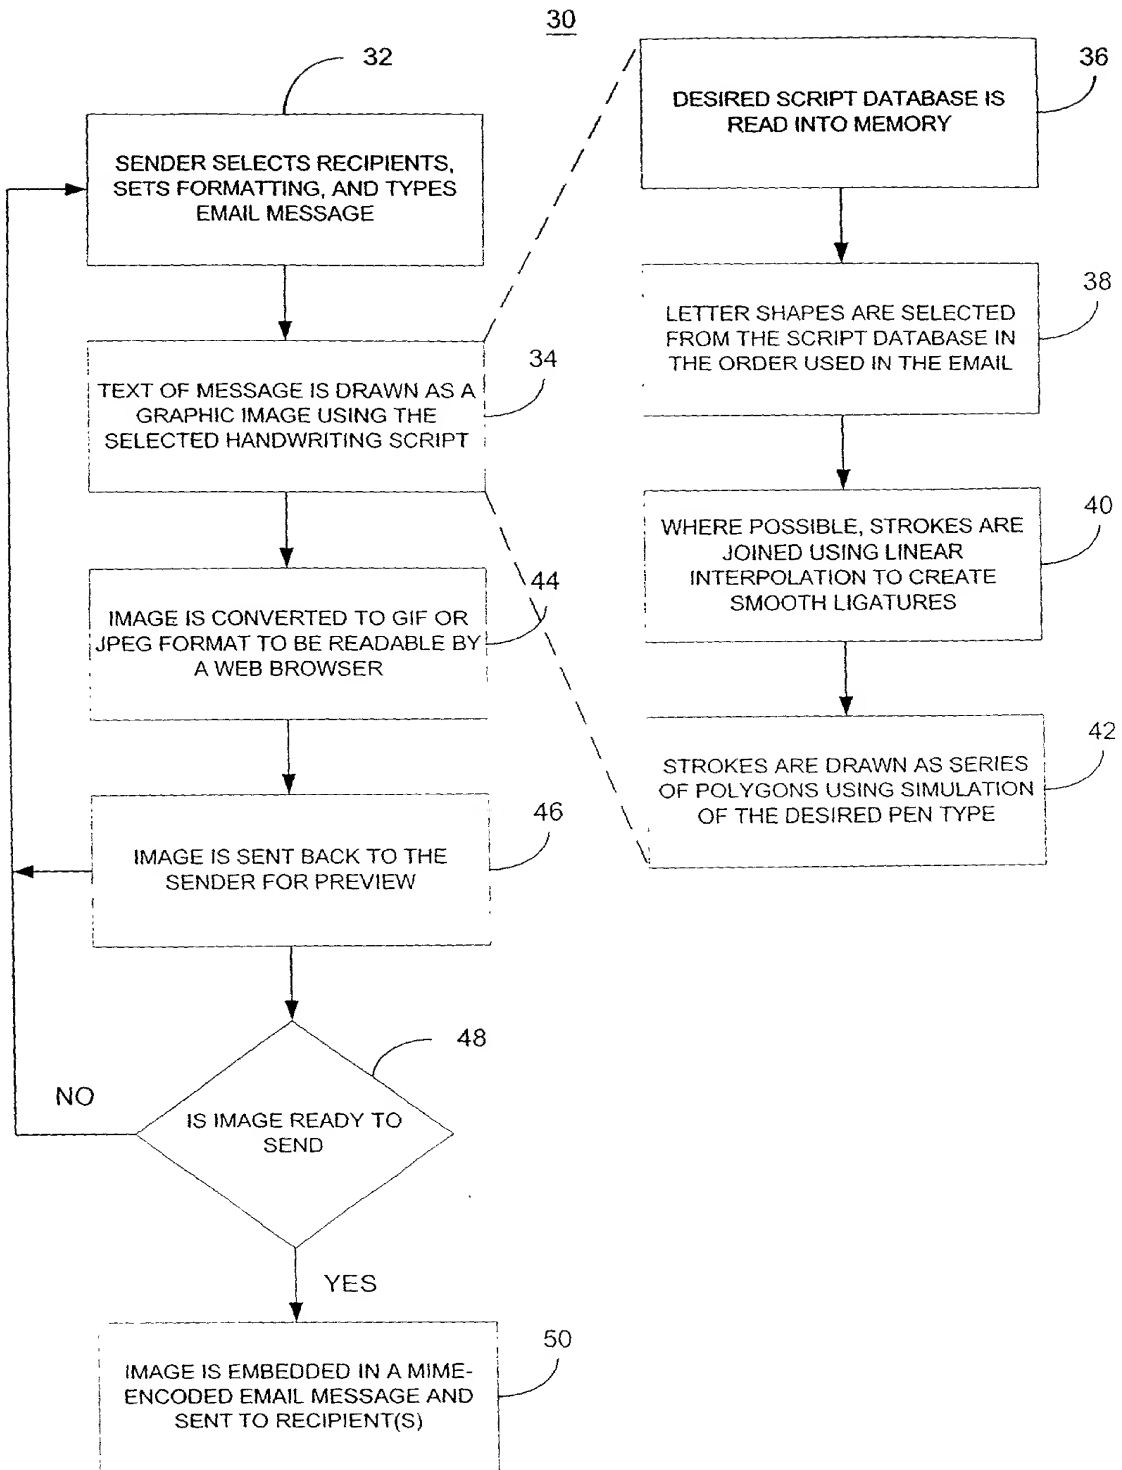 30
32
SENDER SELECTS RECIPIENTS,
SETS FORMATTING, AND TYPES
EMAIL MESSAGE
34
TEXT OF MESSAGE IS DRAWN AS A
GRAPHIC IMAGE USING THE
SELECTED HANDWRITING SCRIPT
36
DESIRED SCRIPT DATABASE IS
READ INTO MEMORY
38
LETTER SHAPES ARE SELECTED
FROM THE SCRIPT DATABASE IN
THE ORDER USED IN THE EMAIL
40
WHERE POSSIBLE, STROKES ARE
JOINED USING LINEAR
INTERPOLATION TO CREATE
SMOOTH LIGATURES
42
STROKES ARE DRAWN AS SERIES
OF POLYGONS USING SIMULATION
OF THE DESIRED PEN TYPE
44
IMAGE IS CONVERTED TO GIF OR
JPEG FORMAT TO BE READABLE BY
A WEB BROWSER
46
IMAGE IS SENT BACK TO THE
SENDER FOR PREVIEW
48
IS IMAGE READY TO
SEND
NO
YES
50
IMAGE IS EMBEDDED IN A MIME-
ENCODED EMAIL MESSAGE AND
SENT TO RECIPIENT(S)